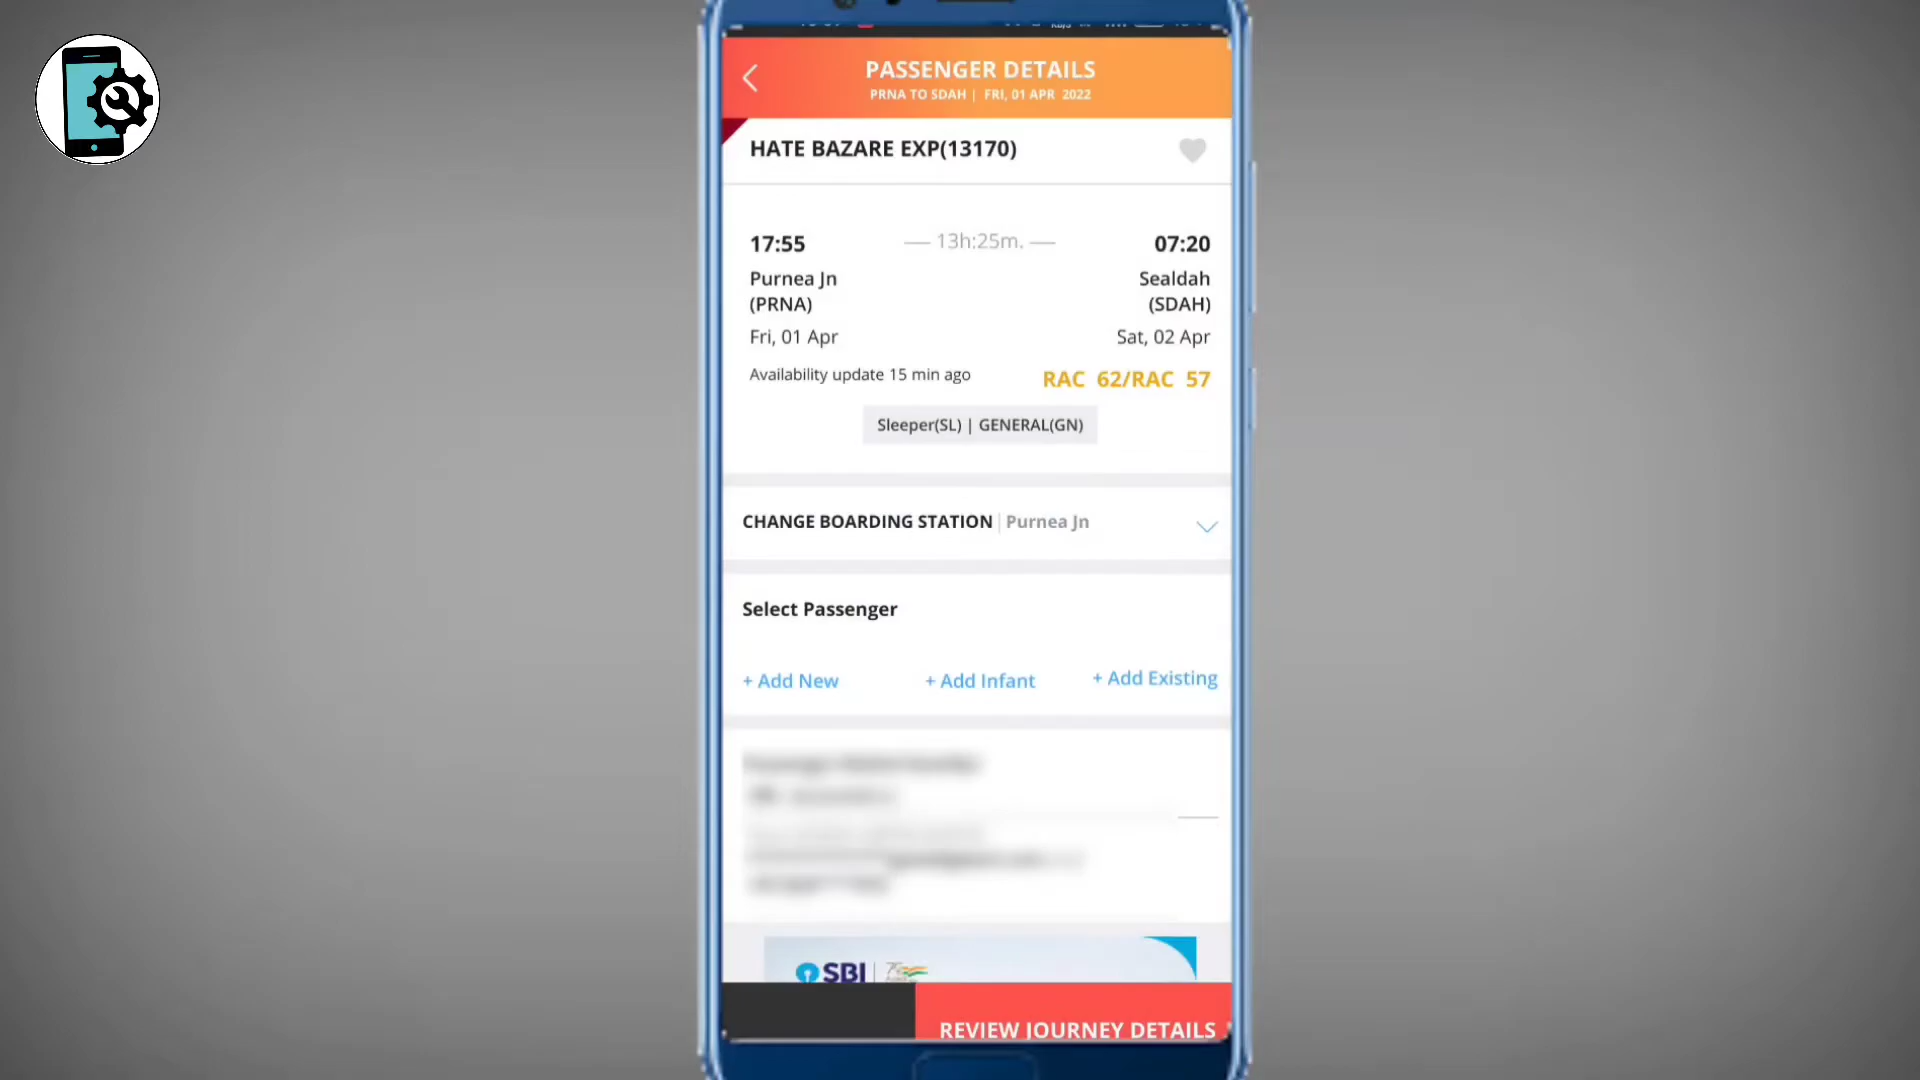 PASSENGER DETAILS
PRNA TO SDAH | FRI, 01 APR 2022
HATE BAZARE EXP(13170)
17:55 — 13h:25m. — 07:20
Purnea Jn Sealdah
(PRNA) (SDAH)
Fri, 01 Apr Sat, 02 Apr
Availability update 15 min ago RAC 62/RAC 57
Sleeper(SL) | GENERAL(GN)
CHANGE BOARDING STATION | Purnea Jn
Select Passenger
+ Add New + Add Infant + Add Existing
SBI
REVIEW JOURNEY DETAILS